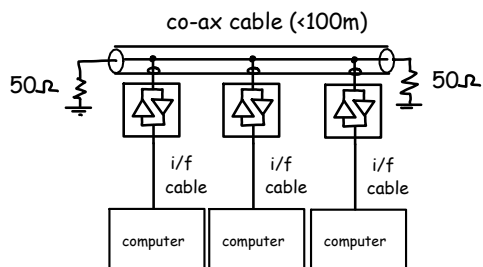 co-ax cable (<100m)
50Ω
50Ω
i/f
cable
i/f
cable
i/f
cable
computer
computer
computer